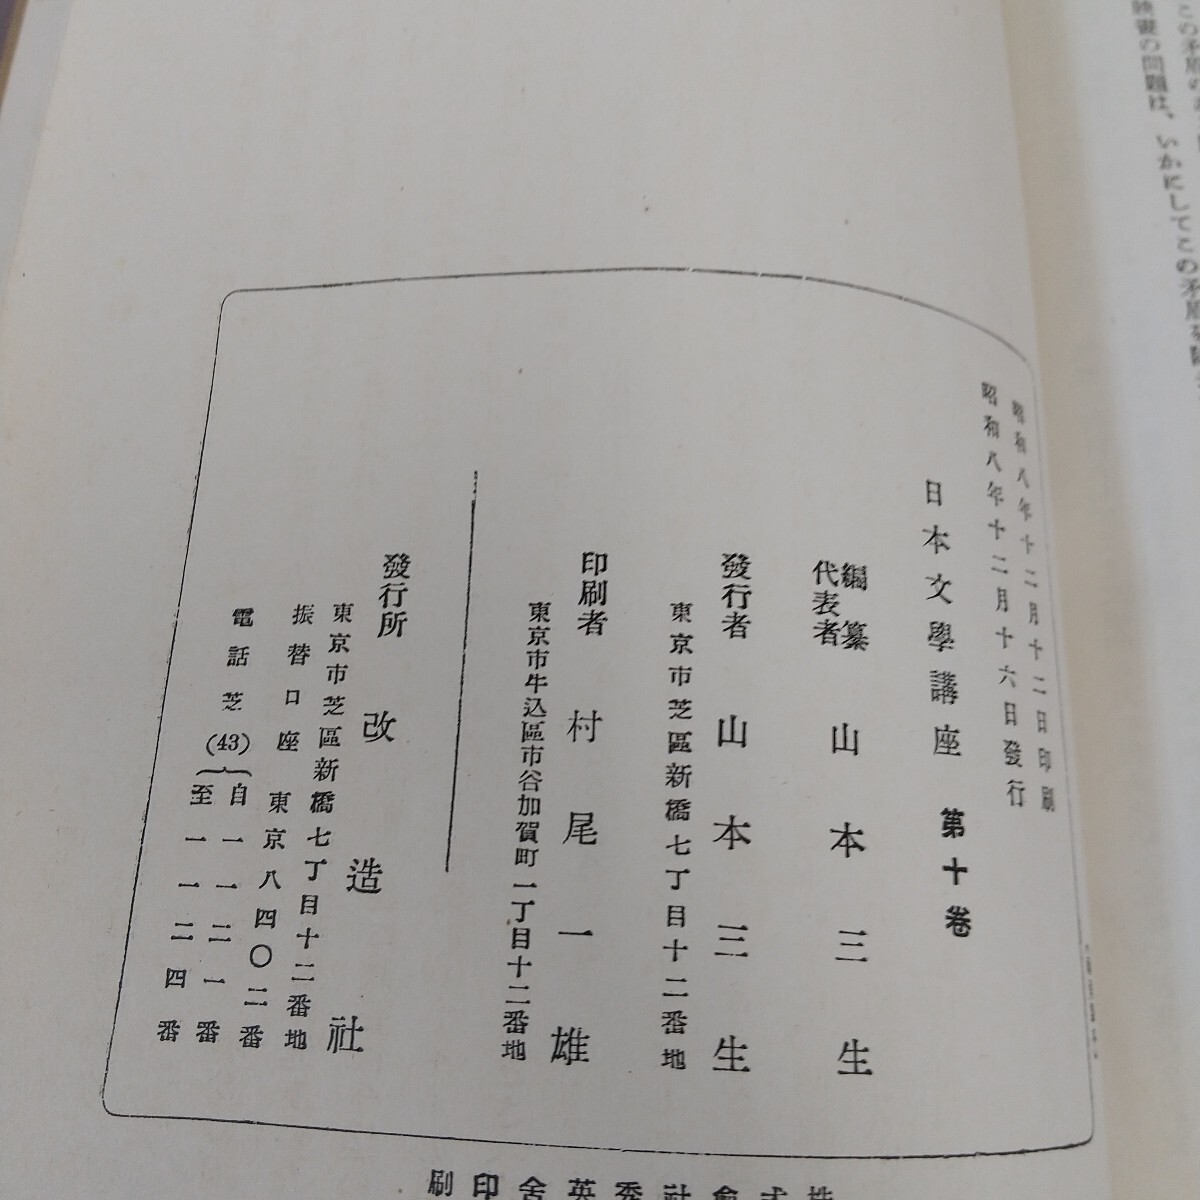 この矛盾の
映畫の問題は、いかにしてこの矛盾を
昭和八年十二月十二日印刷
昭和八年十二月十六日發行
日本文學講座 第十卷
編纂代表者 山本三生
發行者 山本三生
東京市芝區新橋七丁目十二番地
印刷者 村尾一雄
東京市牛込區市谷加賀町一丁目十二番地
發行所 改造社
東京市芝區新橋七丁目十二番地
振替口座 東京八四〇二番
電話芝(43)
自一一二一番
至一一二四番
株式會社秀英舍印刷